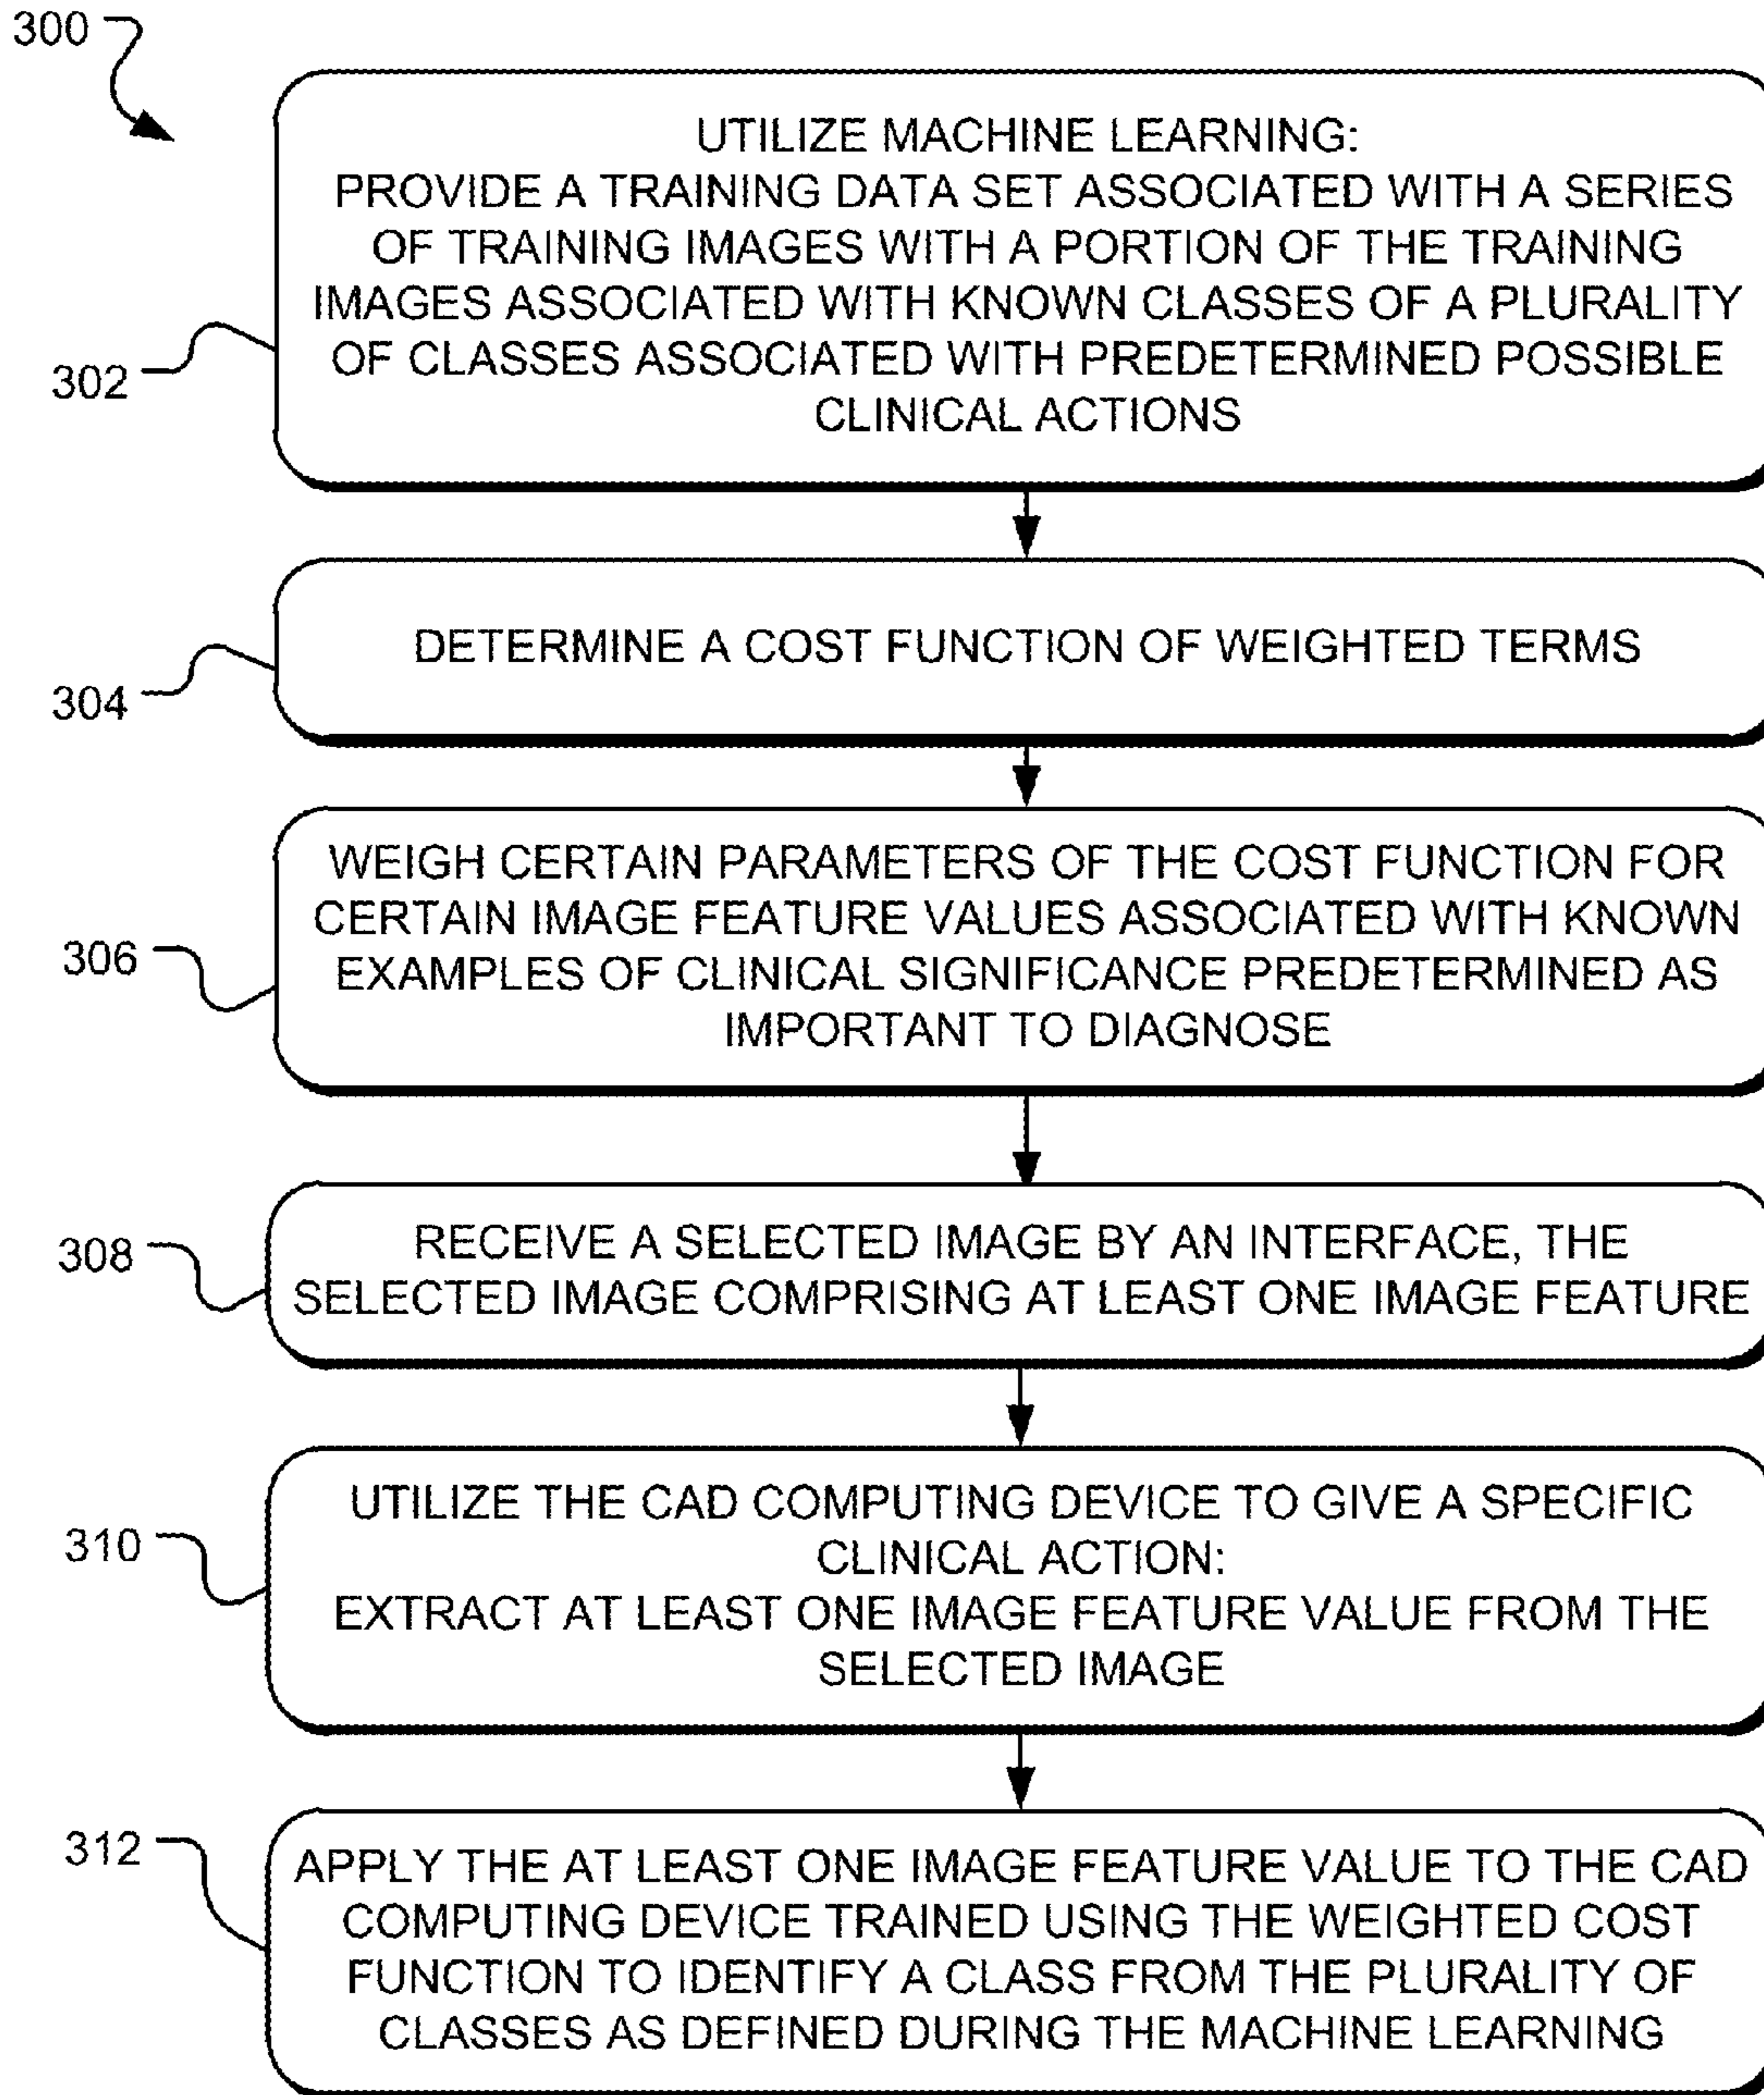 300
UTILIZE MACHINE LEARNING:
PROVIDE A TRAINING DATA SET ASSOCIATED WITH A SERIES
OF TRAINING IMAGES WITH A PORTION OF THE TRAINING
IMAGES ASSOCIATED WITH KNOWN CLASSES OF A PLURALITY
OF CLASSES ASSOCIATED WITH PREDETERMINED POSSIBLE
CLINICAL ACTIONS
302
DETERMINE A COST FUNCTION OF WEIGHTED TERMS
304
WEIGH CERTAIN PARAMETERS OF THE COST FUNCTION FOR
CERTAIN IMAGE FEATURE VALUES ASSOCIATED WITH KNOWN
EXAMPLES OF CLINICAL SIGNIFICANCE PREDETERMINED AS
IMPORTANT TO DIAGNOSE
306
RECEIVE A SELECTED IMAGE BY AN INTERFACE, THE
SELECTED IMAGE COMPRISING AT LEAST ONE IMAGE FEATURE
308
UTILIZE THE CAD COMPUTING DEVICE TO GIVE A SPECIFIC
CLINICAL ACTION:
EXTRACT AT LEAST ONE IMAGE FEATURE VALUE FROM THE
SELECTED IMAGE
310
APPLY THE AT LEAST ONE IMAGE FEATURE VALUE TO THE CAD
COMPUTING DEVICE TRAINED USING THE WEIGHTED COST
FUNCTION TO IDENTIFY A CLASS FROM THE PLURALITY OF
CLASSES AS DEFINED DURING THE MACHINE LEARNING
312